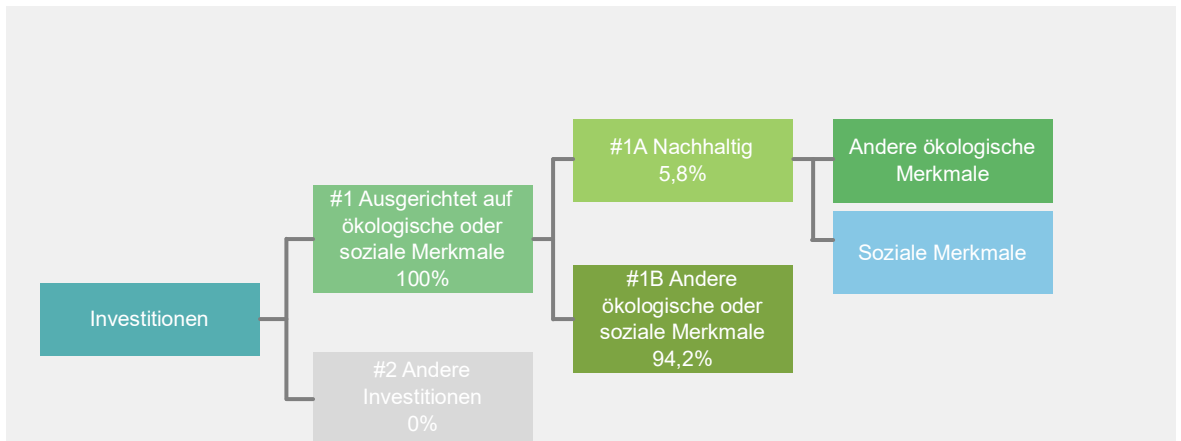 Investitionen
#1 Ausgerichtet auf
ökologische oder
soziale Merkmale
100%
#2 Andere
Investitionen
0%
#1A Nachhaltig
5,8%
#1B Andere
ökologische oder
soziale Merkmale
94,2%
Andere ökologische
Merkmale
Soziale Merkmale